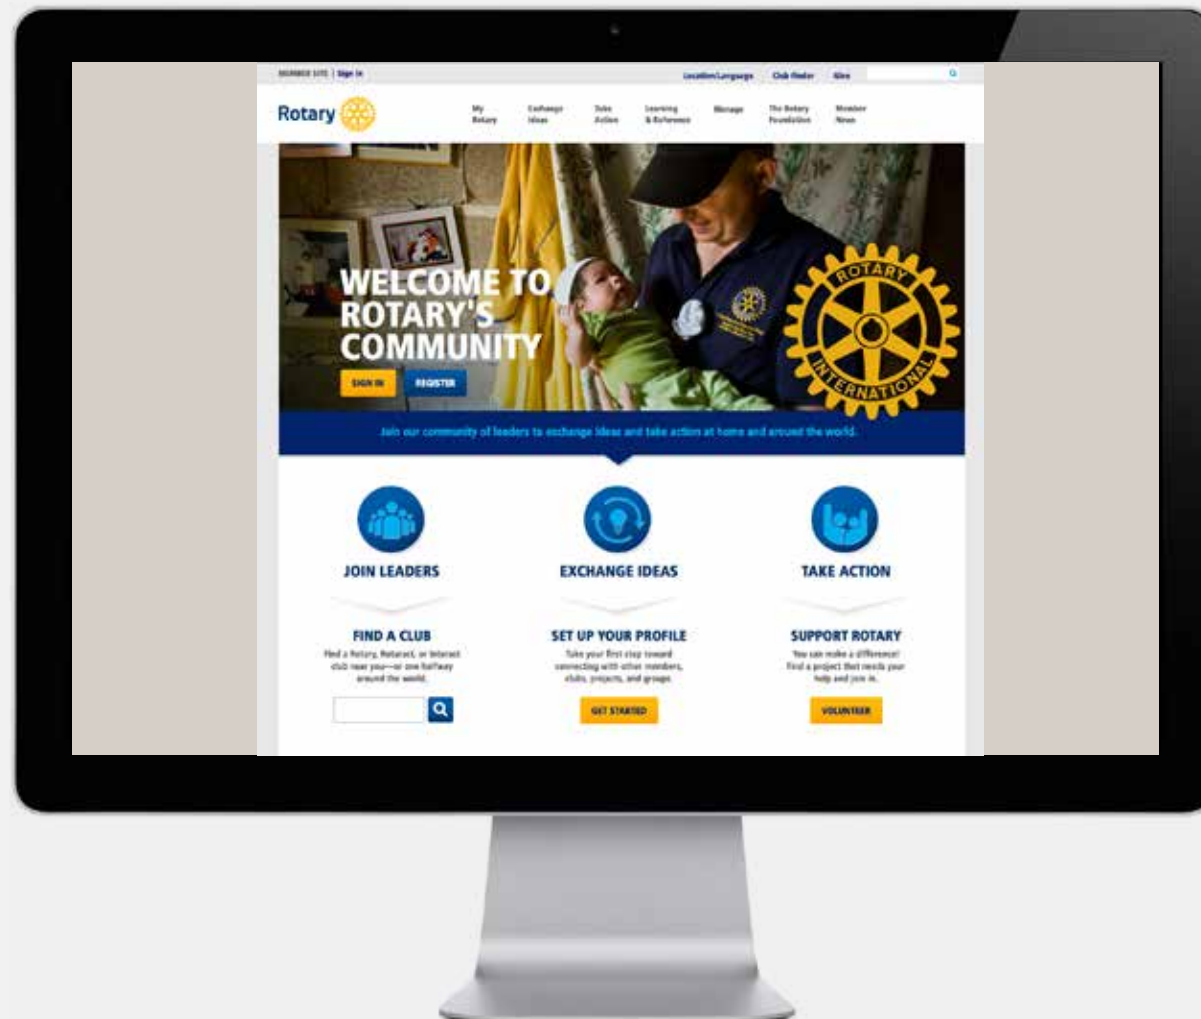 MEMBER SITE | Sign In
Location/Language Club Finder Give
Rotary
My Rotary
Exchange Ideas
Take Action
Learning & Reference
Manage
The Rotary Foundation
Member News
WELCOME TO
ROTARY'S
COMMUNITY
SIGN IN REGISTER
ROTARY
INTERNATIONAL
Join our community of leaders to exchange ideas and take action at home and around the world.
JOIN LEADERS
EXCHANGE IDEAS
TAKE ACTION
FIND A CLUB
Find a Rotary, Rotaract, or Interact
club near you—or one halfway
around the world.
SET UP YOUR PROFILE
Take your first step toward
connecting with other members,
clubs, projects, and groups.
GET STARTED
SUPPORT ROTARY
You can make a difference!
Find a project that needs your
help and join in.
VOLUNTEER